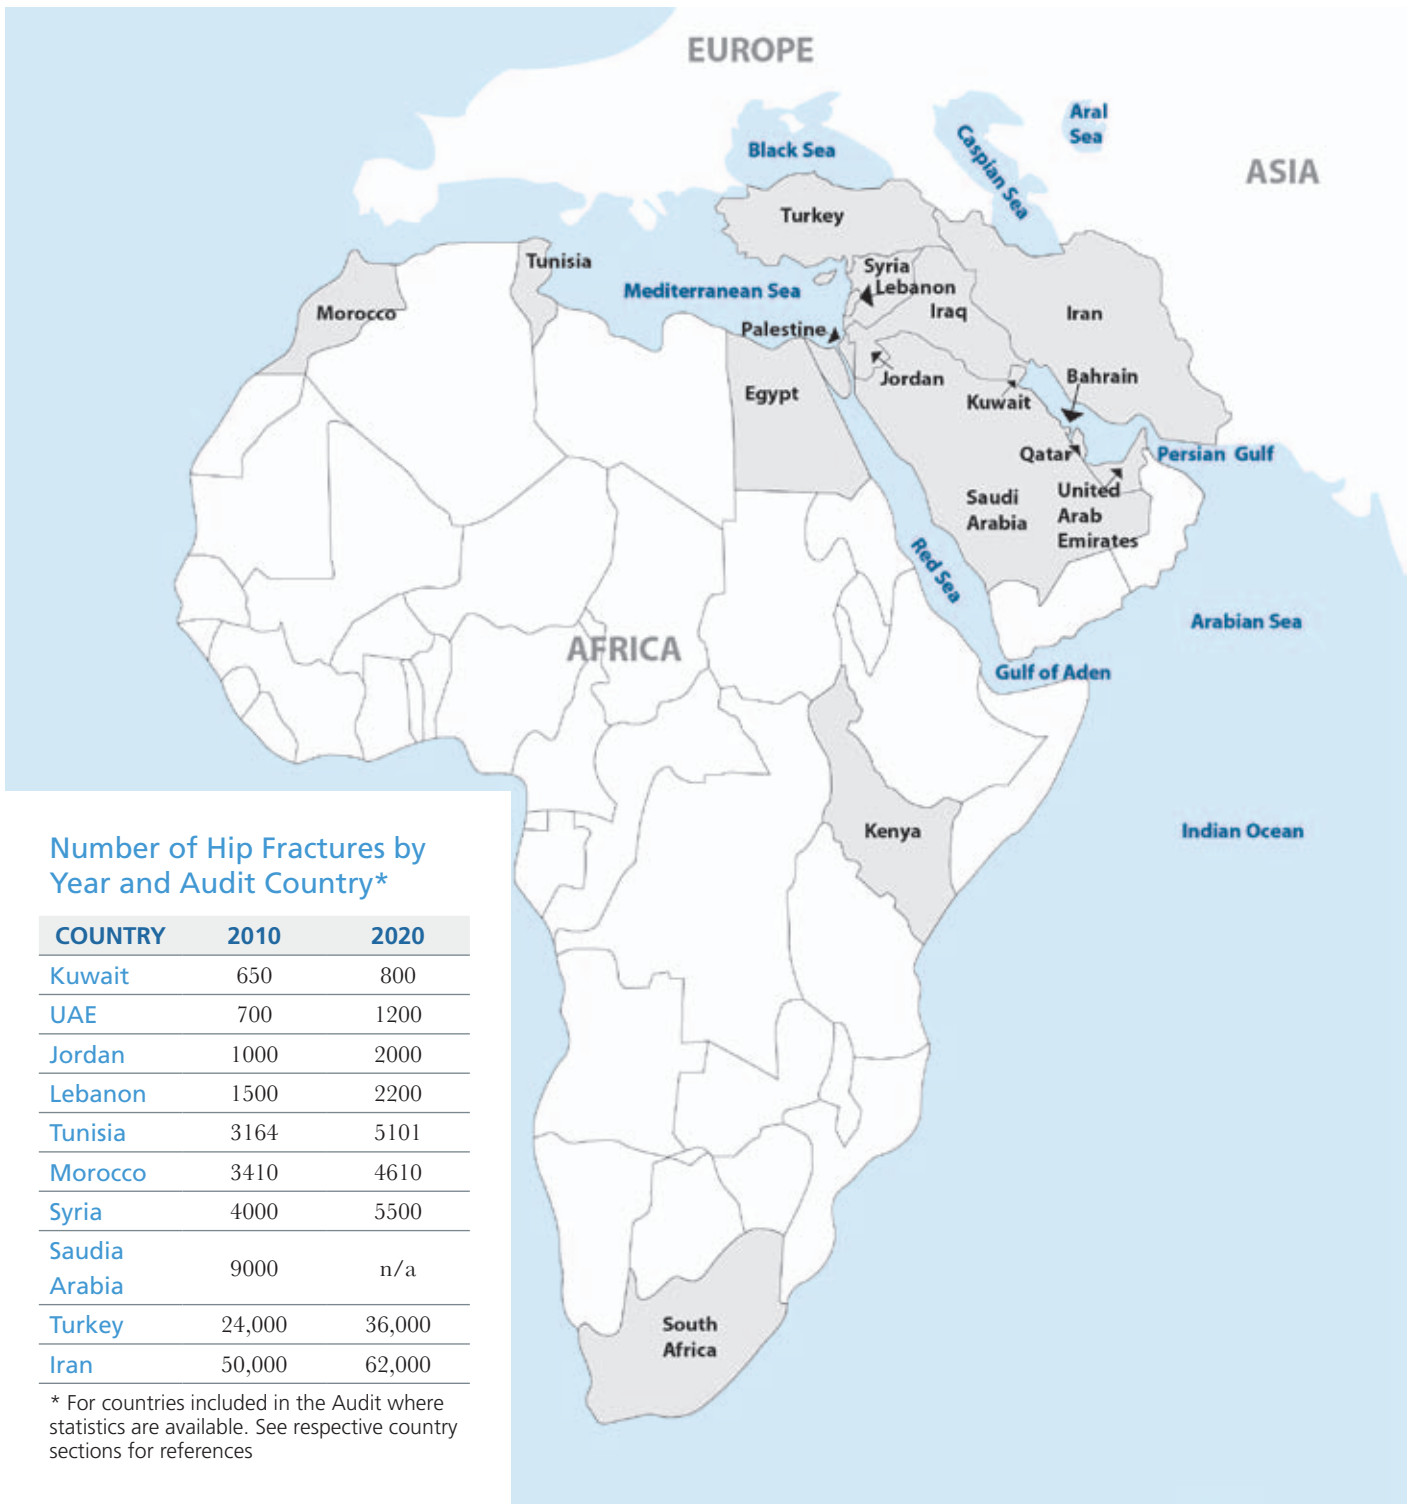 EUROPE
Aral
Sea
Black Sea
Caspian Sea
ASIA
Turkey
Tunisia
Syria
Mediterranean Sea
Lebanon
Morocco
Iraq
Iran
Palestine
Jordan
Bahrain
Egypt
Kuwait
Qatar
Persian Gulf
Saudi
Arabia
United
Arab
Emirates
Red Sea
Arabian Sea
AFRICA
Gulf of Aden
Kenya
Indian Ocean
South
Africa
Number of Hip Fractures by
Year and Audit Country*
COUNTRY 2010 2020
Kuwait 650 800
UAE 700 1200
Jordan 1000 2000
Lebanon 1500 2200
Tunisia 3164 5101
Morocco 3410 4610
Syria 4000 5500
Saudia
Arabia 9000 n/a
Turkey 24,000 36,000
Iran 50,000 62,000
* For countries included in the Audit where
statistics are available. See respective country
sections for references